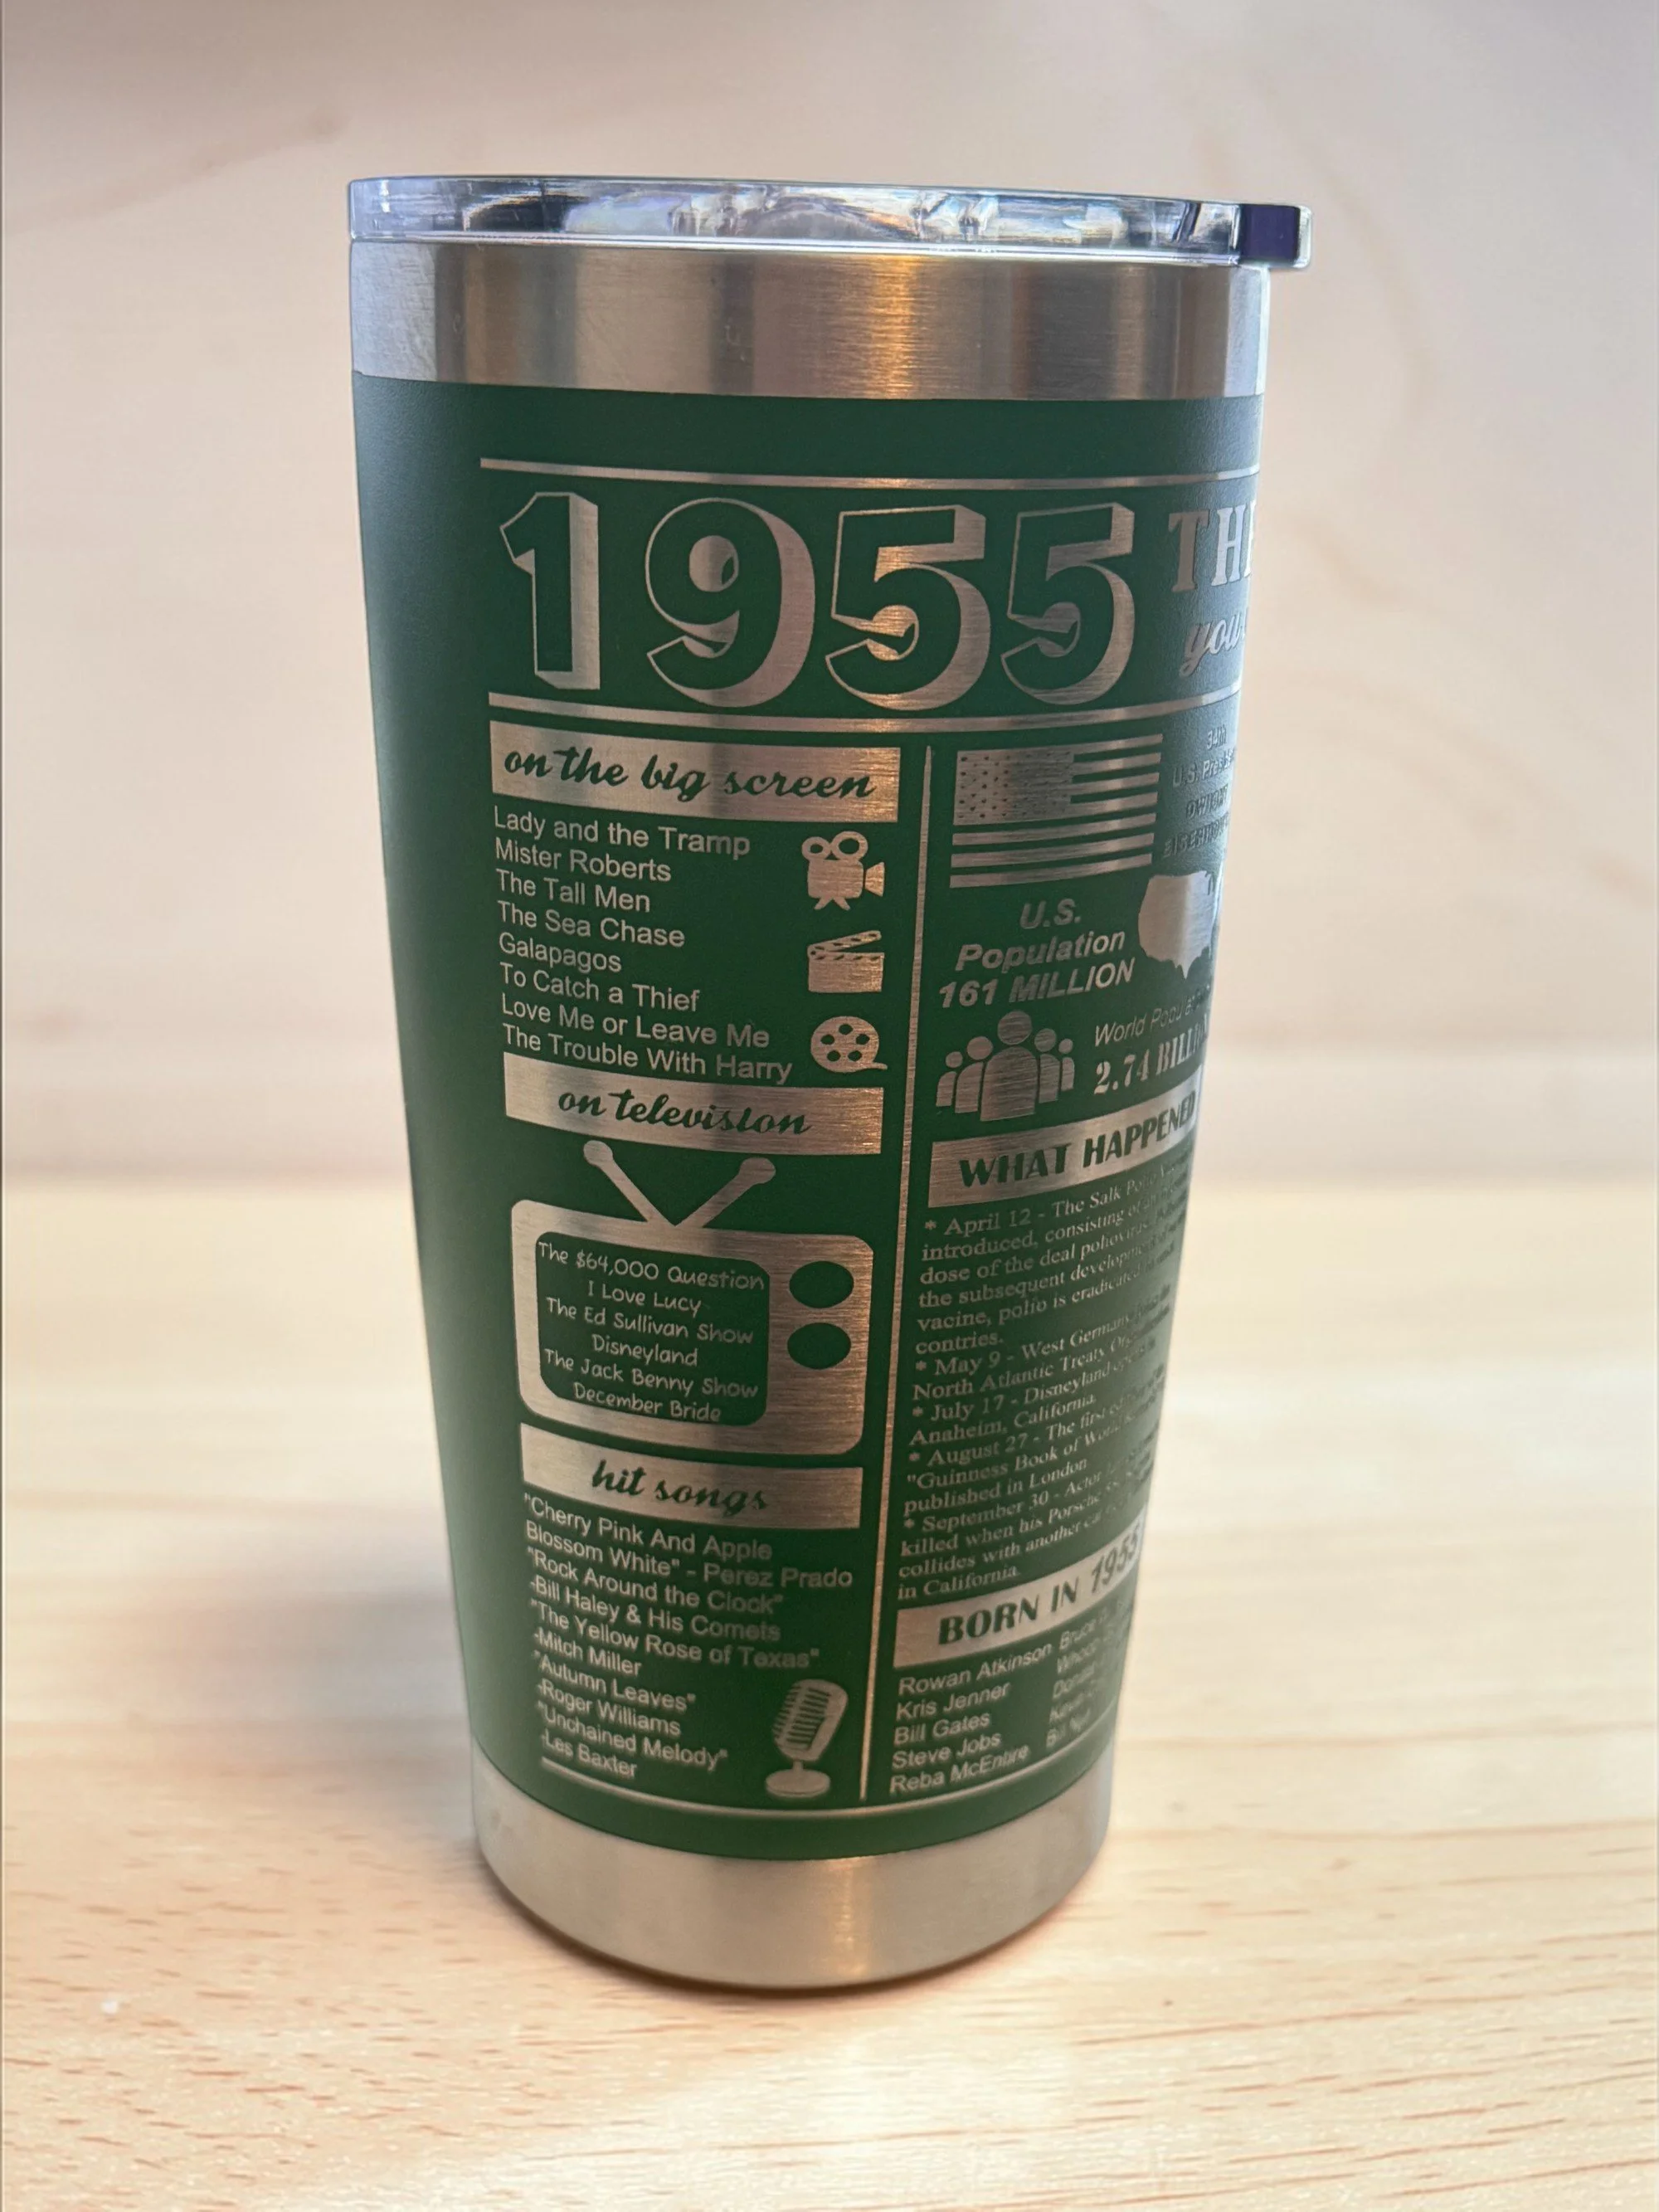 1955
on the big screen
Lady and the Tramp
Mister Roberts
The Tall Men
The Sea Chase
Galapagos
To Catch a Thief
Love Me or Leave Me
The Trouble With Harry
on television
The $64,000 Question
I Love Lucy
The Ed Sullivan Show
Disneyland
The Jack Benny Show
December Bride
hit songs
"Cherry Pink And Apple
Blossom White" - Perez Prado
"Rock Around the Clock"
-Bill Haley & His Comets
"The Yellow Rose of Texas"
-Mitch Miller
"Autumn Leaves"
-Roger Williams
"Unchained Melody"
-Les Baxter
34th
U.S.
U.S.
Population
161 MILLION
World
2.74
WHAT HAPPENED
* April 12 - The Salk
introduced, consisting of
dose of the deal
the subsequent
vacine, polio is eradicated
contries.
* May 9 - West
North Atlantic Treaty
* July 17 - Disneyland
Anaheim, California.
* August 27 - The first
"Guinness Book of
published in London
* September 30 - Actor
killed when his Porsche
collides with another car
in California.
BORN IN 1955
Rowan Atkinson
Kris Jenner
Bill Gates
Steve Jobs
Reba McEntire